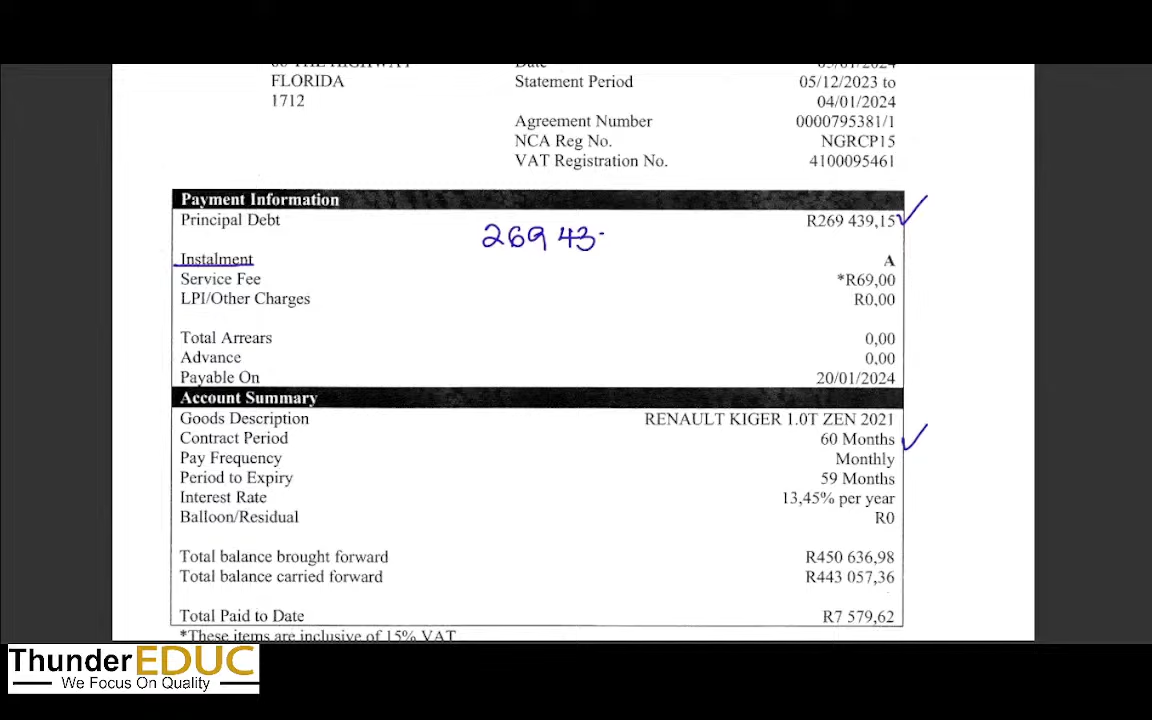 FLORIDA
1712
Date 05/01/2024
Statement Period 05/12/2023 to
04/01/2024
Agreement Number 0000795381/1
NCA Reg No. NGRCP15
VAT Registration No. 4100095461
Payment Information
Principal Debt R269 439,15
269 43
Instalment A
Service Fee *R69,00
LPI/Other Charges R0,00
Total Arrears 0,00
Advance 0,00
Payable On 20/01/2024
Account Summary
Goods Description RENAULT KIGER 1.0T ZEN 2021
Contract Period 60 Months
Pay Frequency Monthly
Period to Expiry 59 Months
Interest Rate 13,45% per year
Balloon/Residual R0
Total balance brought forward R450 636,98
Total balance carried forward R443 057,36
Total Paid to Date R7 579,62
*These items are inclusive of 15% VAT
ThunderEDUC
We Focus On Quality